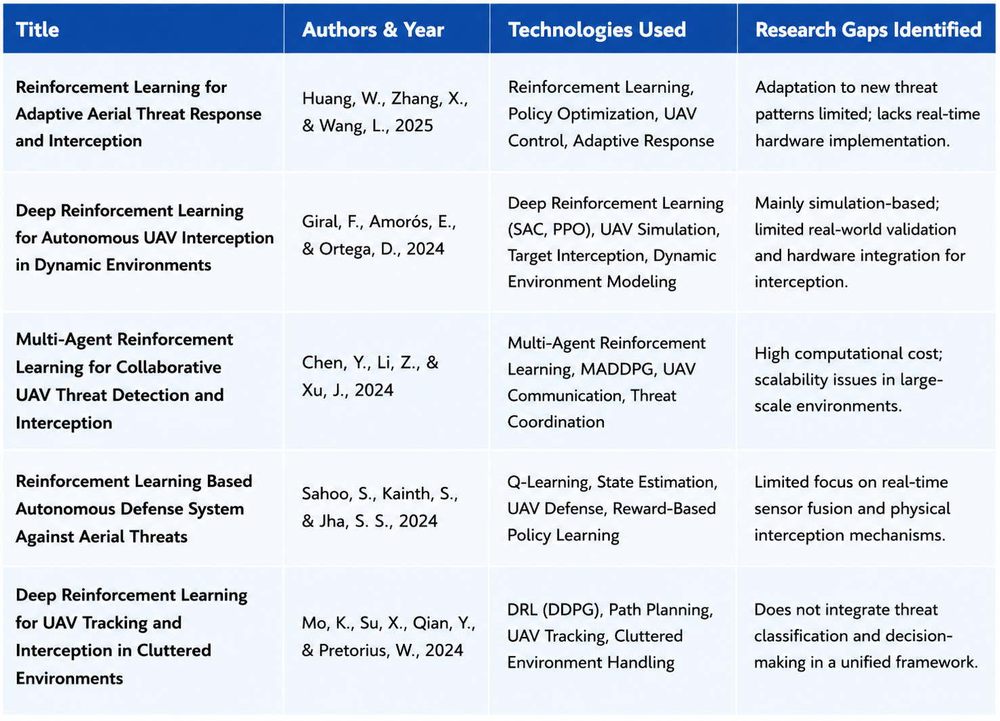 Title
Authors & Year
Technologies Used
Research Gaps Identified
Reinforcement Learning for
Adaptive Aerial Threat Response
and Interception
Huang, W., Zhang, X.,
& Wang, L., 2025
Reinforcement Learning,
Policy Optimization, UAV
Control, Adaptive Response
Adaptation to new threat
patterns limited; lacks real-time
hardware implementation.
Deep Reinforcement Learning
for Autonomous UAV Interception
in Dynamic Environments
Giral, F., Amorós, E.,
& Ortega, D., 2024
Deep Reinforcement Learning
(SAC, PPO), UAV Simulation,
Target Interception, Dynamic
Environment Modeling
Mainly simulation-based;
limited real-world validation
and hardware integration for
interception.
Multi-Agent Reinforcement
Learning for Collaborative
UAV Threat Detection and
Interception
Chen, Y., Li, Z., &
Xu, J., 2024
Multi-Agent Reinforcement
Learning, MADDPG, UAV
Communication, Threat
Coordination
High computational cost;
scalability issues in large-
scale environments.
Reinforcement Learning Based
Autonomous Defense System
Against Aerial Threats
Sahoo, S., Kainth, S.,
& Jha, S. S., 2024
Q-Learning, State Estimation,
UAV Defense, Reward-Based
Policy Learning
Limited focus on real-time
sensor fusion and physical
interception mechanisms.
Deep Reinforcement Learning
for UAV Tracking and
Interception in Cluttered
Environments
Mo, K., Su, X., Qian, Y.,
& Pretorius, W., 2024
DRL (DDPG), Path Planning,
UAV Tracking, Cluttered
Environment Handling
Does not integrate threat
classification and decision-
making in a unified framework.